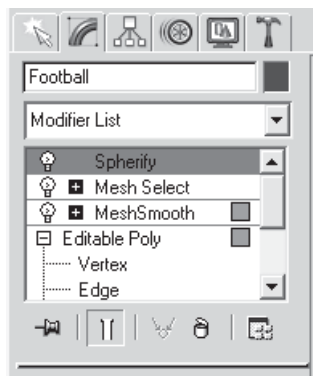 Football
Modifier List
Spherify
Mesh Select
MeshSmooth
Editable Poly
Vertex
Edge